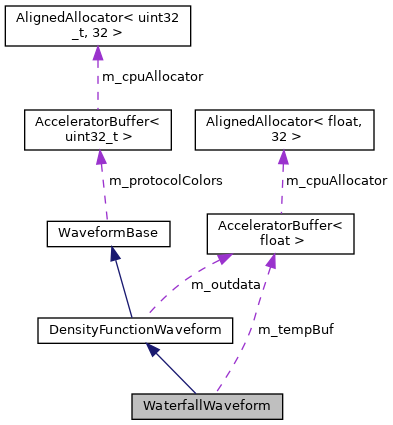 AlignedAllocator< uint32
_t, 32 >
m_cpuAllocator
AcceleratorBuffer<
uint32_t >
AlignedAllocator< float,
32 >
m_protocolColors
m_cpuAllocator
WaveformBase
AcceleratorBuffer<
float >
m_outdata
DensityFunctionWaveform
m_tempBuf
WaterfallWaveform